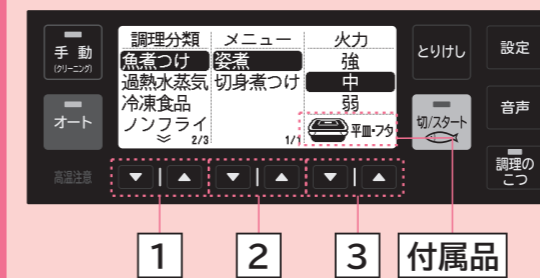 手動
(クリーニング)
オート
高温注意
調理分類 メニュー 火力
魚煮つけ 姿煮 強
過熱水蒸気 切身煮つけ 中
冷凍食品 弱
ノンフライ 平皿・フタ
2/3 1/1
とりけし
切/スタート
設定
音声
調理の
こつ
▼ ▲ ▼ ▲ ▼ ▲
1 2 3 付属品